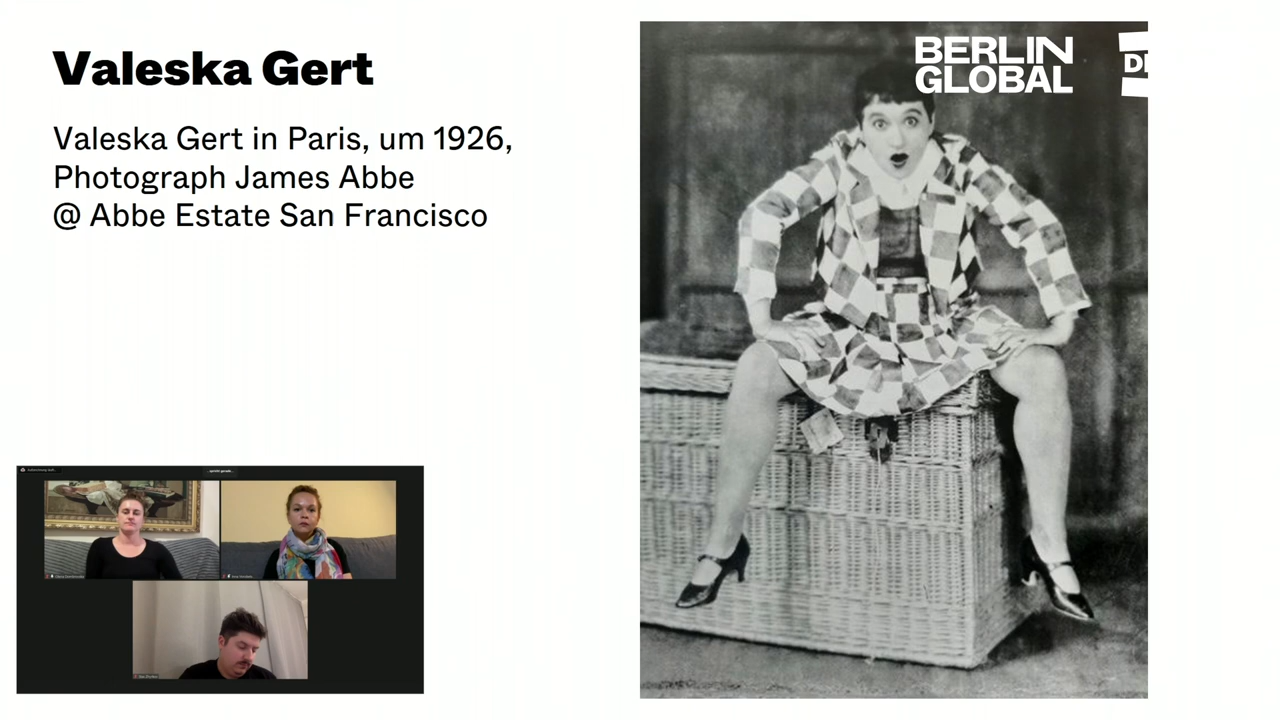 Valeska Gert
Valeska Gert in Paris, um 1926,
Photograph James Abbe
@ Abbe Estate San Francisco
BERLIN
GLOBAL